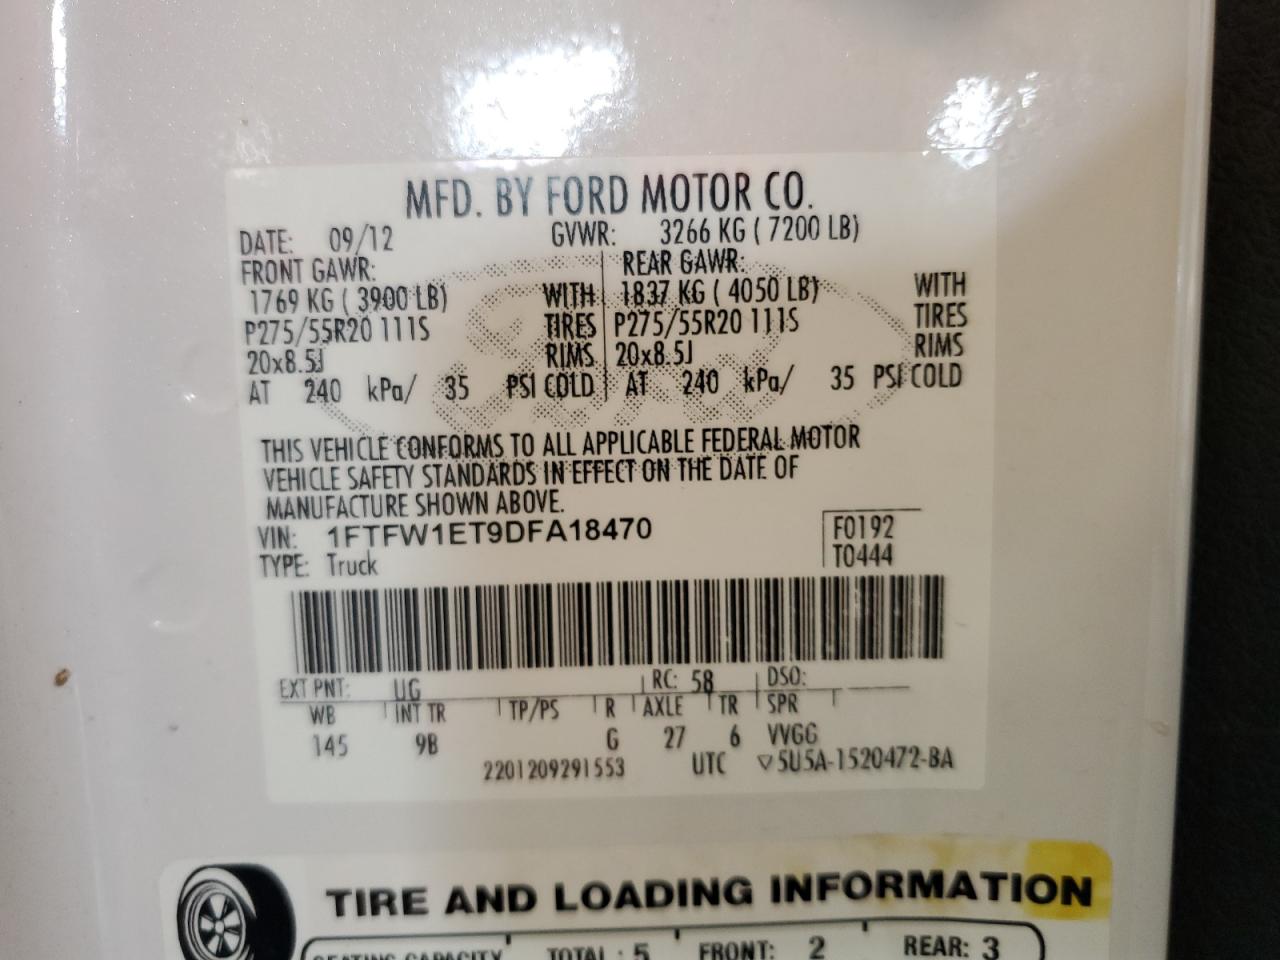 MFD. BY FORD MOTOR CO.
DATE: 09/12 GVWR: 3266 KG ( 7200 LB)
FRONT GAWR: REAR GAWR:
1769 KG ( 3900 LB) WITH 1837 KG ( 4050 LB) WITH
P275/55R20 111S TIRES P275/55R20 111S TIRES
20x8.5J RIMS 20x8.5J RIMS
AT 240 kPa/ 35 PSI COLD AT 240 kPa/ 35 PSI COLD
THIS VEHICLE CONFORMS TO ALL APPLICABLE FEDERAL MOTOR
VEHICLE SAFETY STANDARDS IN EFFECT ON THE DATE OF
MANUFACTURE SHOWN ABOVE.
VIN: 1FTFW1ET9DFA18470 F0192
TYPE: Truck T0444
EXT PNT: UG RC: 58 DSO:
WB INT TR TP/PS R AXLE TR SPR
145 9B G 27 6 VVGG
2201209291553 UTC ▽5U5A-1520472-BA
TIRE AND LOADING INFORMATION
SEATING CAPACITY TOTAL : 5 FRONT: 2 REAR: 3